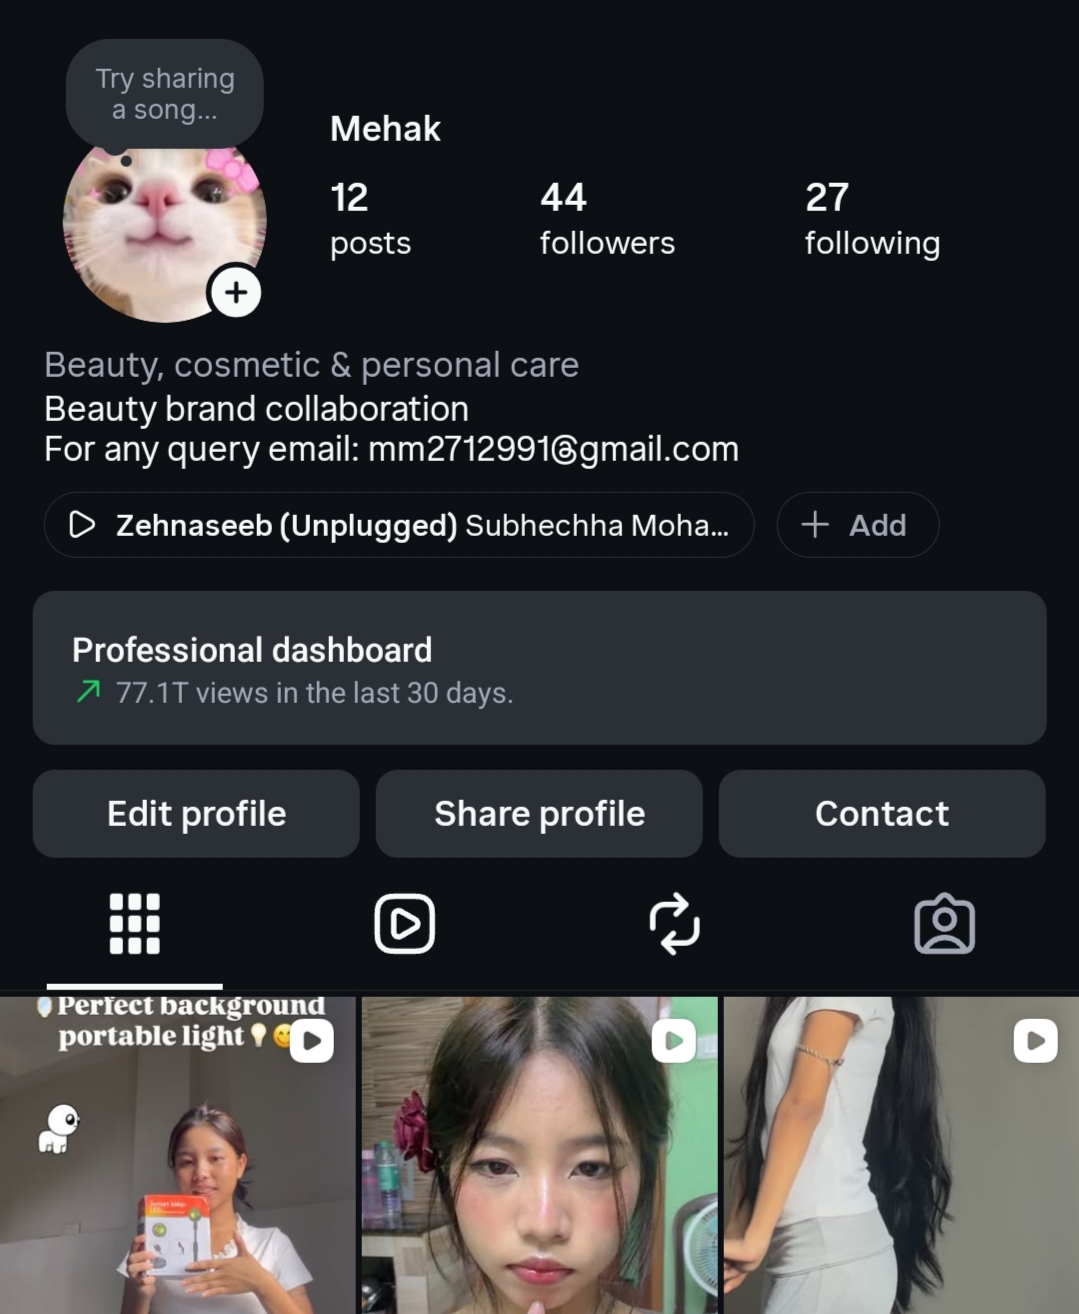 Try sharing
a song...
Mehak
12
posts
44
followers
27
following
Beauty, cosmetic & personal care
Beauty brand collaboration
For any query email: mm2712991@gmail.com
Zehnaseeb (Unplugged) Subhechha Moha...
Add
Professional dashboard
77.1T views in the last 30 days.
Edit profile
Share profile
Contact
Perfect background
portable light
Sunset lamp